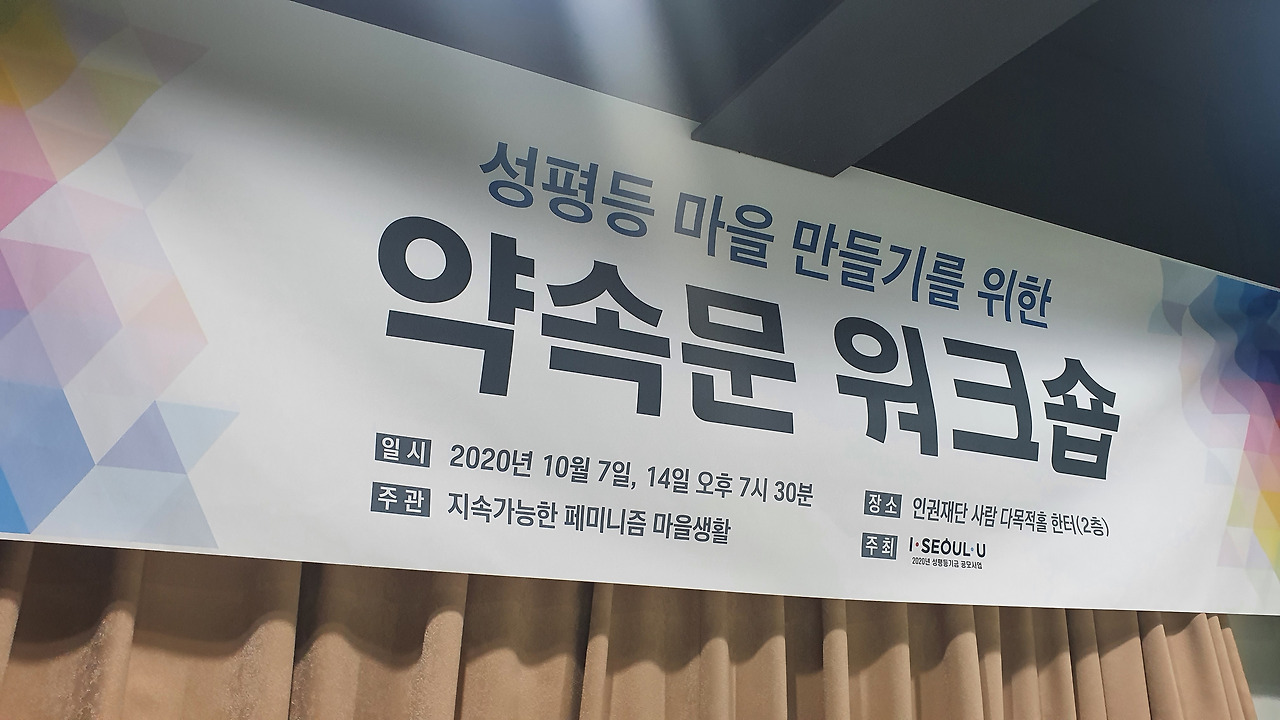 성평등 마을 만들기를 위한
약속문 워크숍
일시 2020년 10월 7일, 14일 오후 7시 30분
주관 지속가능한 페미니즘 마을생활
장소 인권재단 사람 다목적홀 한터(2층)
주최 I·SEOUL·U
2020년 성평등기금 공모사업